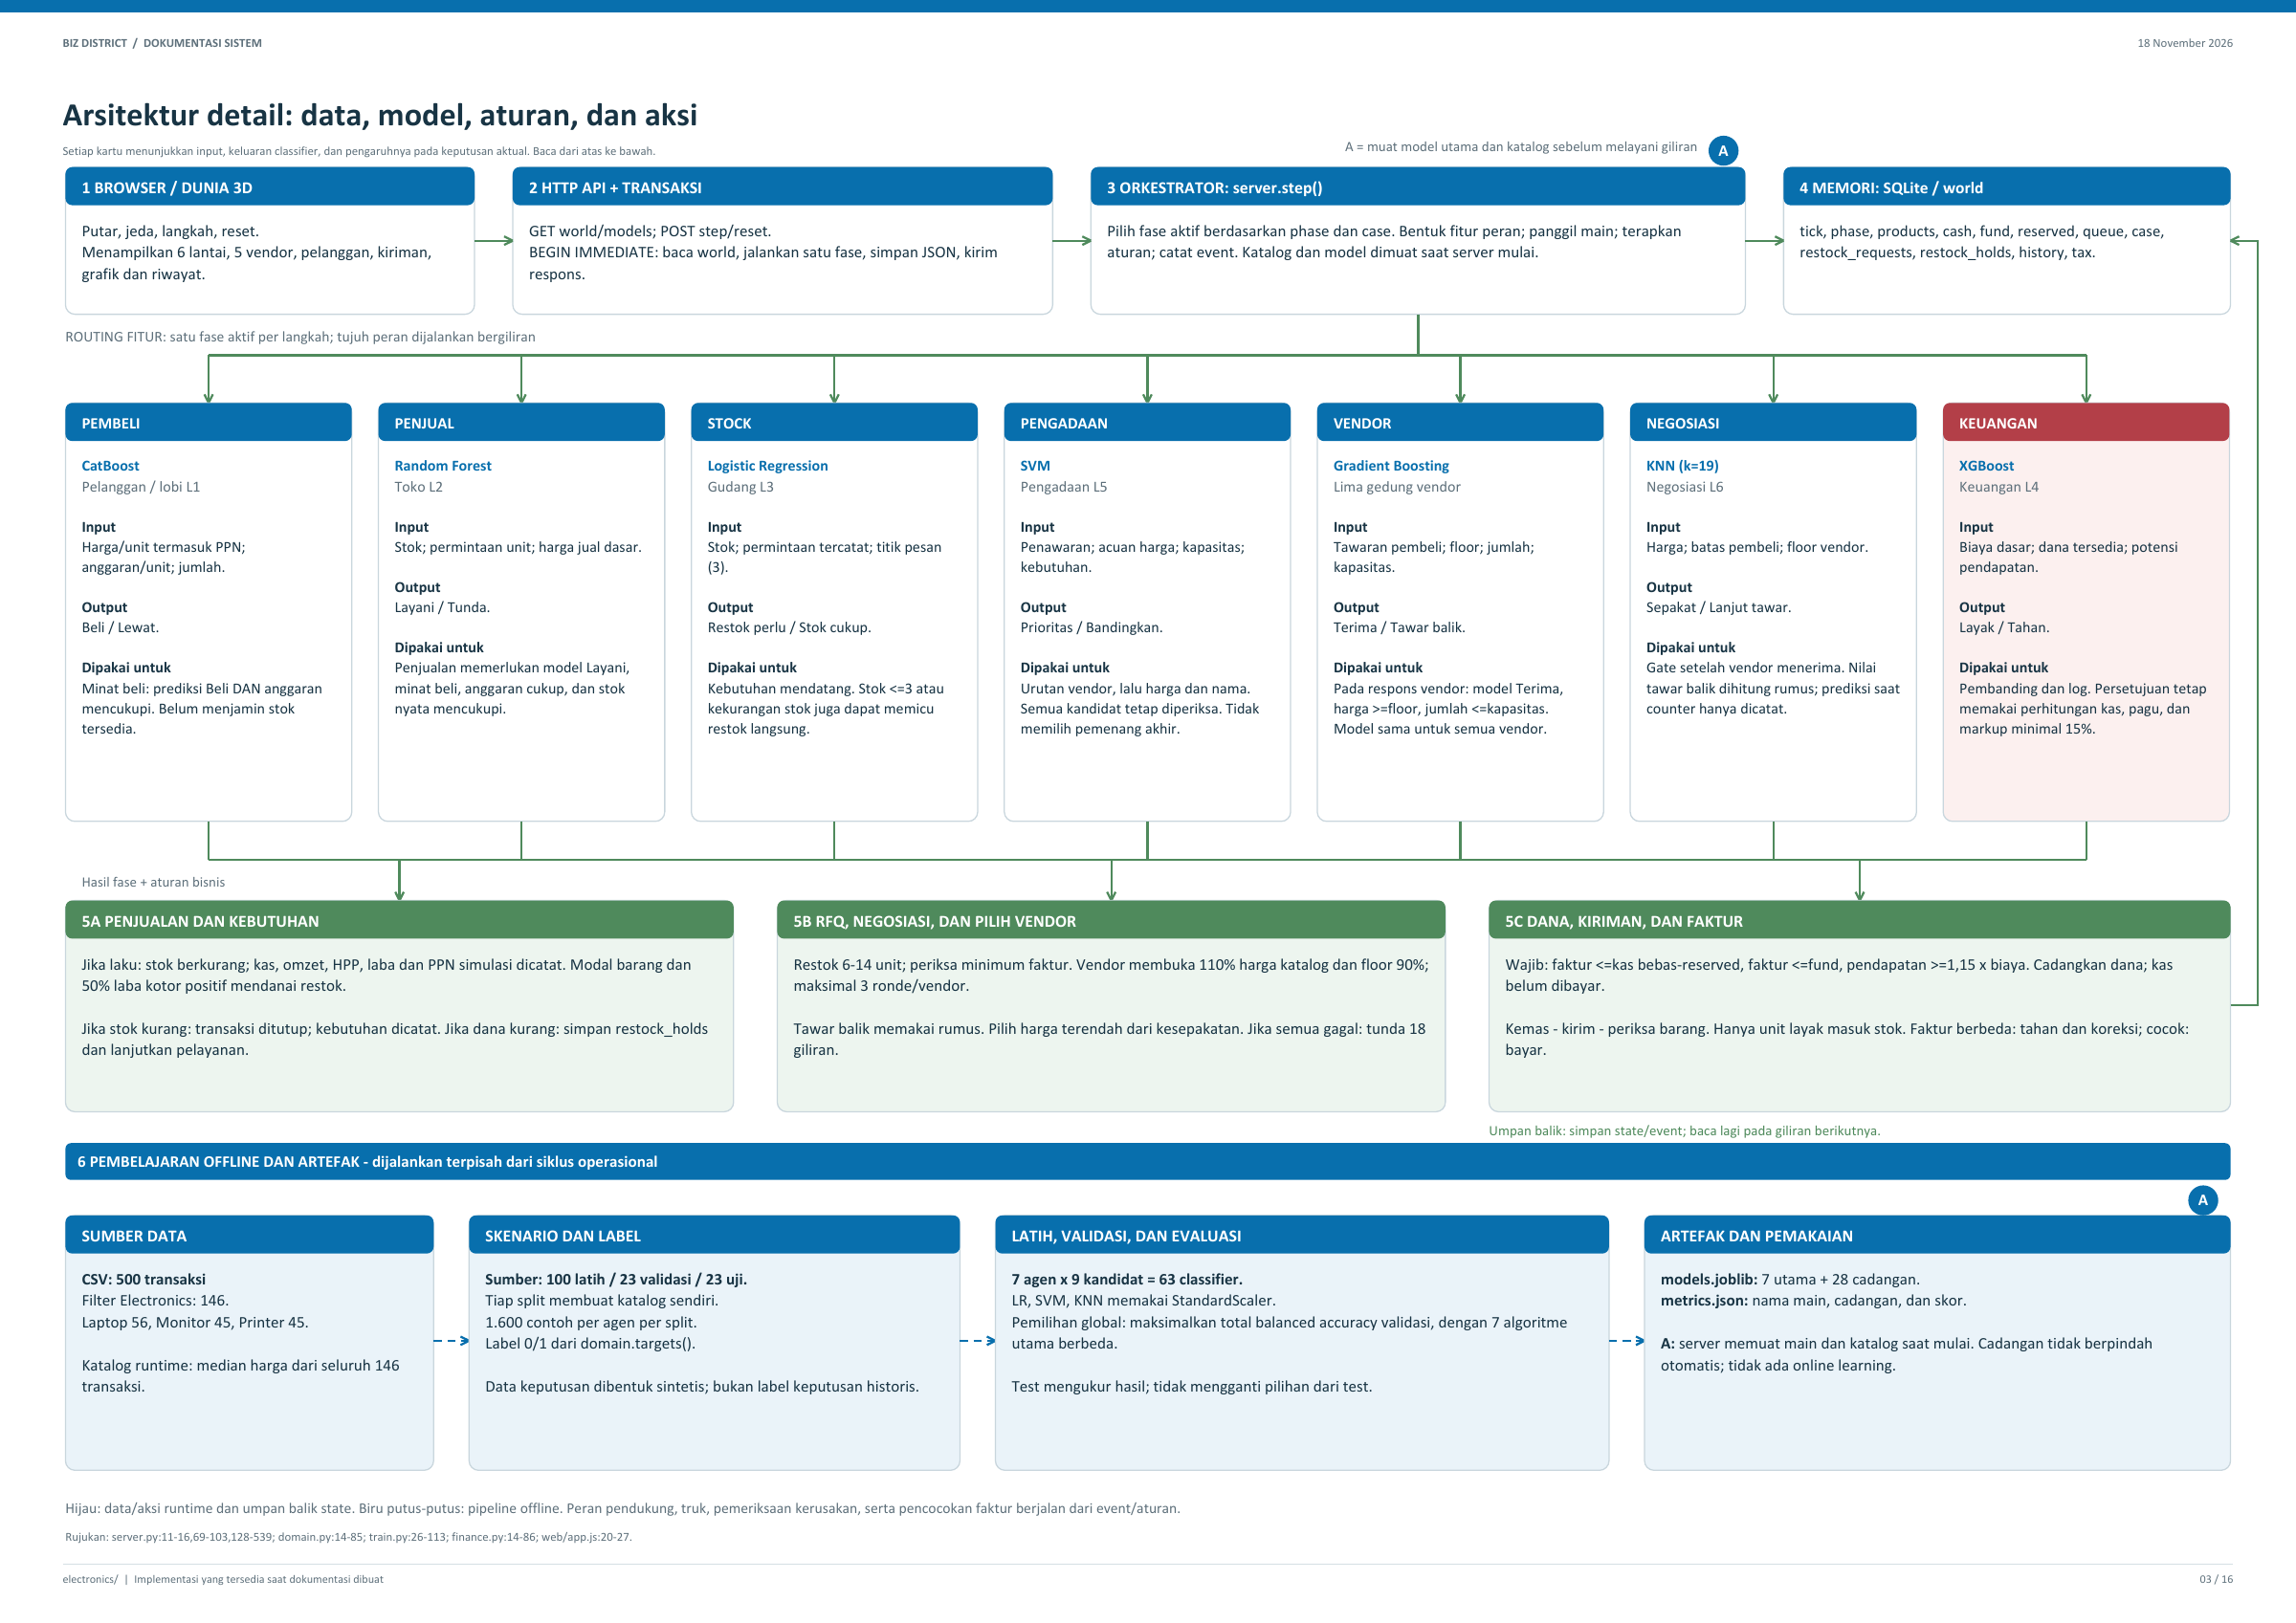 BIZ DISTRICT / DOKUMENTASI SISTEM
18 November 2026
Arsitektur detail: data, model, aturan, dan aksi
Setiap kartu menunjukkan input, keluaran classifier, dan pengaruhnya pada keputusan aktual. Baca dari atas ke bawah.
A = muat model utama dan katalog sebelum melayani giliran
A
1 BROWSER / DUNIA 3D
Putar, jeda, langkah, reset.
Menampilkan 6 lantai, 5 vendor, pelanggan, kiriman,
grafik dan riwayat.
2 HTTP API + TRANSAKSI
GET world/models; POST step/reset.
BEGIN IMMEDIATE: baca world, jalankan satu fase, simpan JSON, kirim
respons.
3 ORKESTRATOR: server.step()
Pilih fase aktif berdasarkan phase dan case. Bentuk fitur peran; panggil main; terapkan
aturan; catat event. Katalog dan model dimuat saat server mulai.
4 MEMORI: SQLite / world
tick, phase, products, cash, fund, reserved, queue, case,
restock_requests, restock_holds, history, tax.
ROUTING FITUR: satu fase aktif per langkah; tujuh peran dijalankan bergiliran
PEMBELI
CatBoost
Pelanggan / lobi L1
Input
Harga/unit termasuk PPN;
anggaran/unit; jumlah.
Output
Beli / Lewat.
Dipakai untuk
Minat beli: prediksi Beli DAN anggaran
mencukupi. Belum menjamin stok
tersedia.
PENJUAL
Random Forest
Toko L2
Input
Stok; permintaan unit; harga jual dasar.
Output
Layani / Tunda.
Dipakai untuk
Penjualan memerlukan model Layani,
minat beli, anggaran cukup, dan stok
nyata mencukupi.
STOCK
Logistic Regression
Gudang L3
Input
Stok; permintaan tercatat; titik pesan
(3).
Output
Restok perlu / Stok cukup.
Dipakai untuk
Kebutuhan mendatang. Stok <=3 atau
kekurangan stok juga dapat memicu
restok langsung.
PENGADAAN
SVM
Pengadaan L5
Input
Penawaran; acuan harga; kapasitas;
kebutuhan.
Output
Prioritas / Bandingkan.
Dipakai untuk
Urutan vendor, lalu harga dan nama.
Semua kandidat tetap diperiksa. Tidak
memilih pemenang akhir.
VENDOR
Gradient Boosting
Lima gedung vendor
Input
Tawaran pembeli; floor; jumlah;
kapasitas.
Output
Terima / Tawar balik.
Dipakai untuk
Pada respons vendor: model Terima,
harga >=floor, jumlah <=kapasitas.
Model sama untuk semua vendor.
NEGOSIASI
KNN (k=19)
Negosiasi L6
Input
Harga; batas pembeli; floor vendor.
Output
Sepakat / Lanjut tawar.
Dipakai untuk
Gate setelah vendor menerima. Nilai
tawar balik dihitung rumus; prediksi saat
counter hanya dicatat.
KEUANGAN
XGBoost
Keuangan L4
Input
Biaya dasar; dana tersedia; potensi
pendapatan.
Output
Layak / Tahan.
Dipakai untuk
Pembanding dan log. Persetujuan tetap
memakai perhitungan kas, pagu, dan
markup minimal 15%.
Hasil fase + aturan bisnis
5A PENJUALAN DAN KEBUTUHAN
Jika laku: stok berkurang; kas, omzet, HPP, laba dan PPN simulasi dicatat. Modal barang dan
50% laba kotor positif mendanai restok.
Jika stok kurang: transaksi ditutup; kebutuhan dicatat. Jika dana kurang: simpan restock_holds
dan lanjutkan pelayanan.
5B RFQ, NEGOSIASI, DAN PILIH VENDOR
Restok 6-14 unit; periksa minimum faktur. Vendor membuka 110% harga katalog dan floor 90%;
maksimal 3 ronde/vendor.
Tawar balik memakai rumus. Pilih harga terendah dari kesepakatan. Jika semua gagal: tunda 18
giliran.
5C DANA, KIRIMAN, DAN FAKTUR
Wajib: faktur <=kas bebas-reserved, faktur <=fund, pendapatan >=1,15 x biaya. Cadangkan dana; kas
belum dibayar.
Kemas - kirim - periksa barang. Hanya unit layak masuk stok. Faktur berbeda: tahan dan koreksi; cocok:
bayar.
Umpan balik: simpan state/event; baca lagi pada giliran berikutnya.
6 PEMBELAJARAN OFFLINE DAN ARTEFAK - dijalankan terpisah dari siklus operasional
A
SUMBER DATA
CSV: 500 transaksi
Filter Electronics: 146.
Laptop 56, Monitor 45, Printer 45.
Katalog runtime: median harga dari seluruh 146
transaksi.
SKENARIO DAN LABEL
Sumber: 100 latih / 23 validasi / 23 uji.
Tiap split membuat katalog sendiri.
1.600 contoh per agen per split.
Label 0/1 dari domain.targets().
Data keputusan dibentuk sintetis; bukan label keputusan historis.
LATIH, VALIDASI, DAN EVALUASI
7 agen x 9 kandidat = 63 classifier.
LR, SVM, KNN memakai StandardScaler.
Pemilihan global: maksimalkan total balanced accuracy validasi, dengan 7 algoritme
utama berbeda.
Test mengukur hasil; tidak mengganti pilihan dari test.
ARTEFAK DAN PEMAKAIAN
models.joblib: 7 utama + 28 cadangan.
metrics.json: nama main, cadangan, dan skor.
A: server memuat main dan katalog saat mulai. Cadangan tidak berpindah
otomatis; tidak ada online learning.
Hijau: data/aksi runtime dan umpan balik state. Biru putus-putus: pipeline offline. Peran pendukung, truk, pemeriksaan kerusakan, serta pencocokan faktur berjalan dari event/aturan.
Rujukan: server.py:11-16,69-103,128-539; domain.py:14-85; train.py:26-113; finance.py:14-86; web/app.js:20-27.
electronics/ | Implementasi yang tersedia saat dokumentasi dibuat
03 / 16